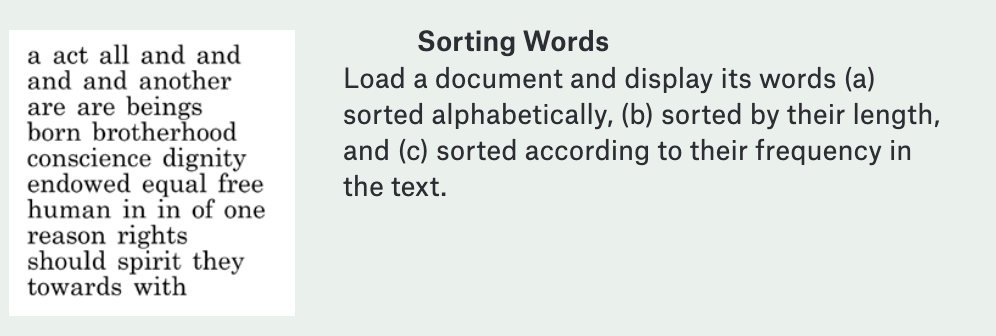 a act all and and
and and another
are are beings
born brotherhood
conscience dignity
endowed equal free
human in in of one
reason rights
should spirit they
towards with
Sorting Words
Load a document and display its words (a)
sorted alphabetically, (b) sorted by their length,
and (c) sorted according to their frequency in
the text.